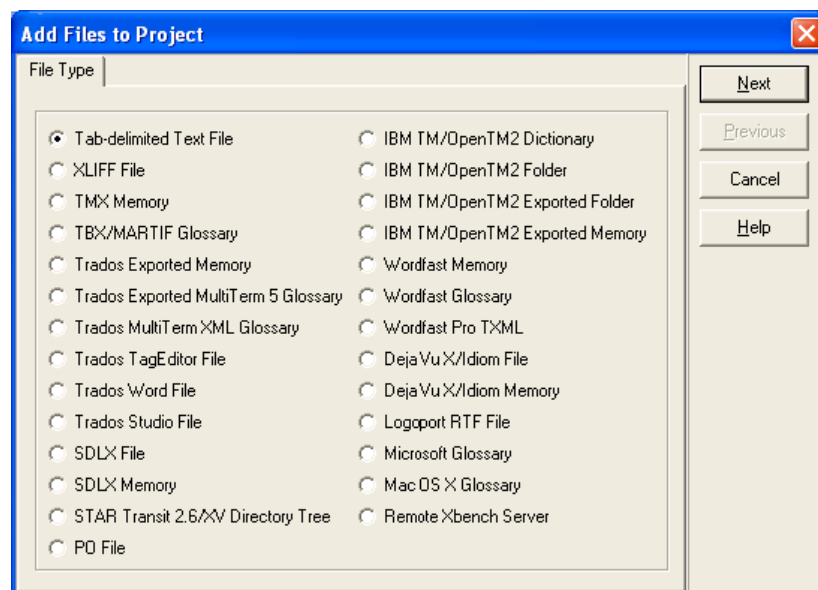 Add Files to Project
File Type
Tab-delimited Text File
XLIFF File
TMX Memory
TBX/MARTIF Glossary
Trados Exported Memory
Trados Exported MultiTerm 5 Glossary
Trados MultiTerm XML Glossary
Trados TagEditor File
Trados Word File
Trados Studio File
SDLX File
SDLX Memory
STAR Transit 2.6/XV Directory Tree
PO File
IBM TM/OpenTM2 Dictionary
IBM TM/OpenTM2 Folder
IBM TM/OpenTM2 Exported Folder
IBM TM/OpenTM2 Exported Memory
Wordfast Memory
Wordfast Glossary
Wordfast Pro TXML
Deja Vu X/Idiom File
Deja Vu X/Idiom Memory
Logoport RTF File
Microsoft Glossary
Mac OS X Glossary
Remote Xbench Server
Next
Previous
Cancel
Help